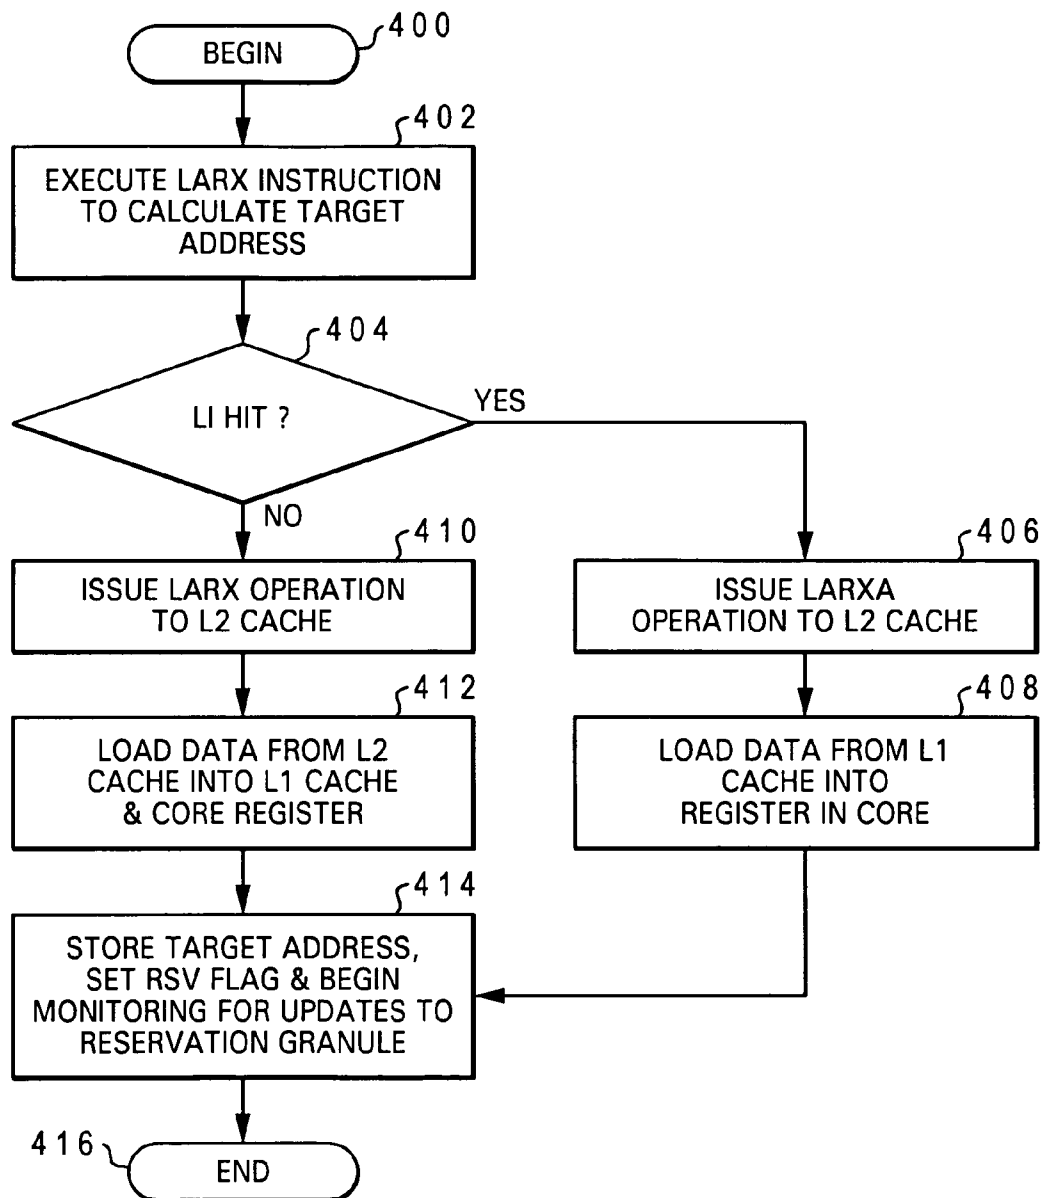 400
BEGIN
402
EXECUTE LARX INSTRUCTION
TO CALCULATE TARGET
ADDRESS
404
LI HIT ?
YES
NO
410
ISSUE LARX OPERATION
TO L2 CACHE
406
ISSUE LARXA
OPERATION TO L2 CACHE
412
LOAD DATA FROM L2
CACHE INTO L1 CACHE
& CORE REGISTER
408
LOAD DATA FROM L1
CACHE INTO
REGISTER IN CORE
414
STORE TARGET ADDRESS,
SET RSV FLAG & BEGIN
MONITORING FOR UPDATES TO
RESERVATION GRANULE
416
END